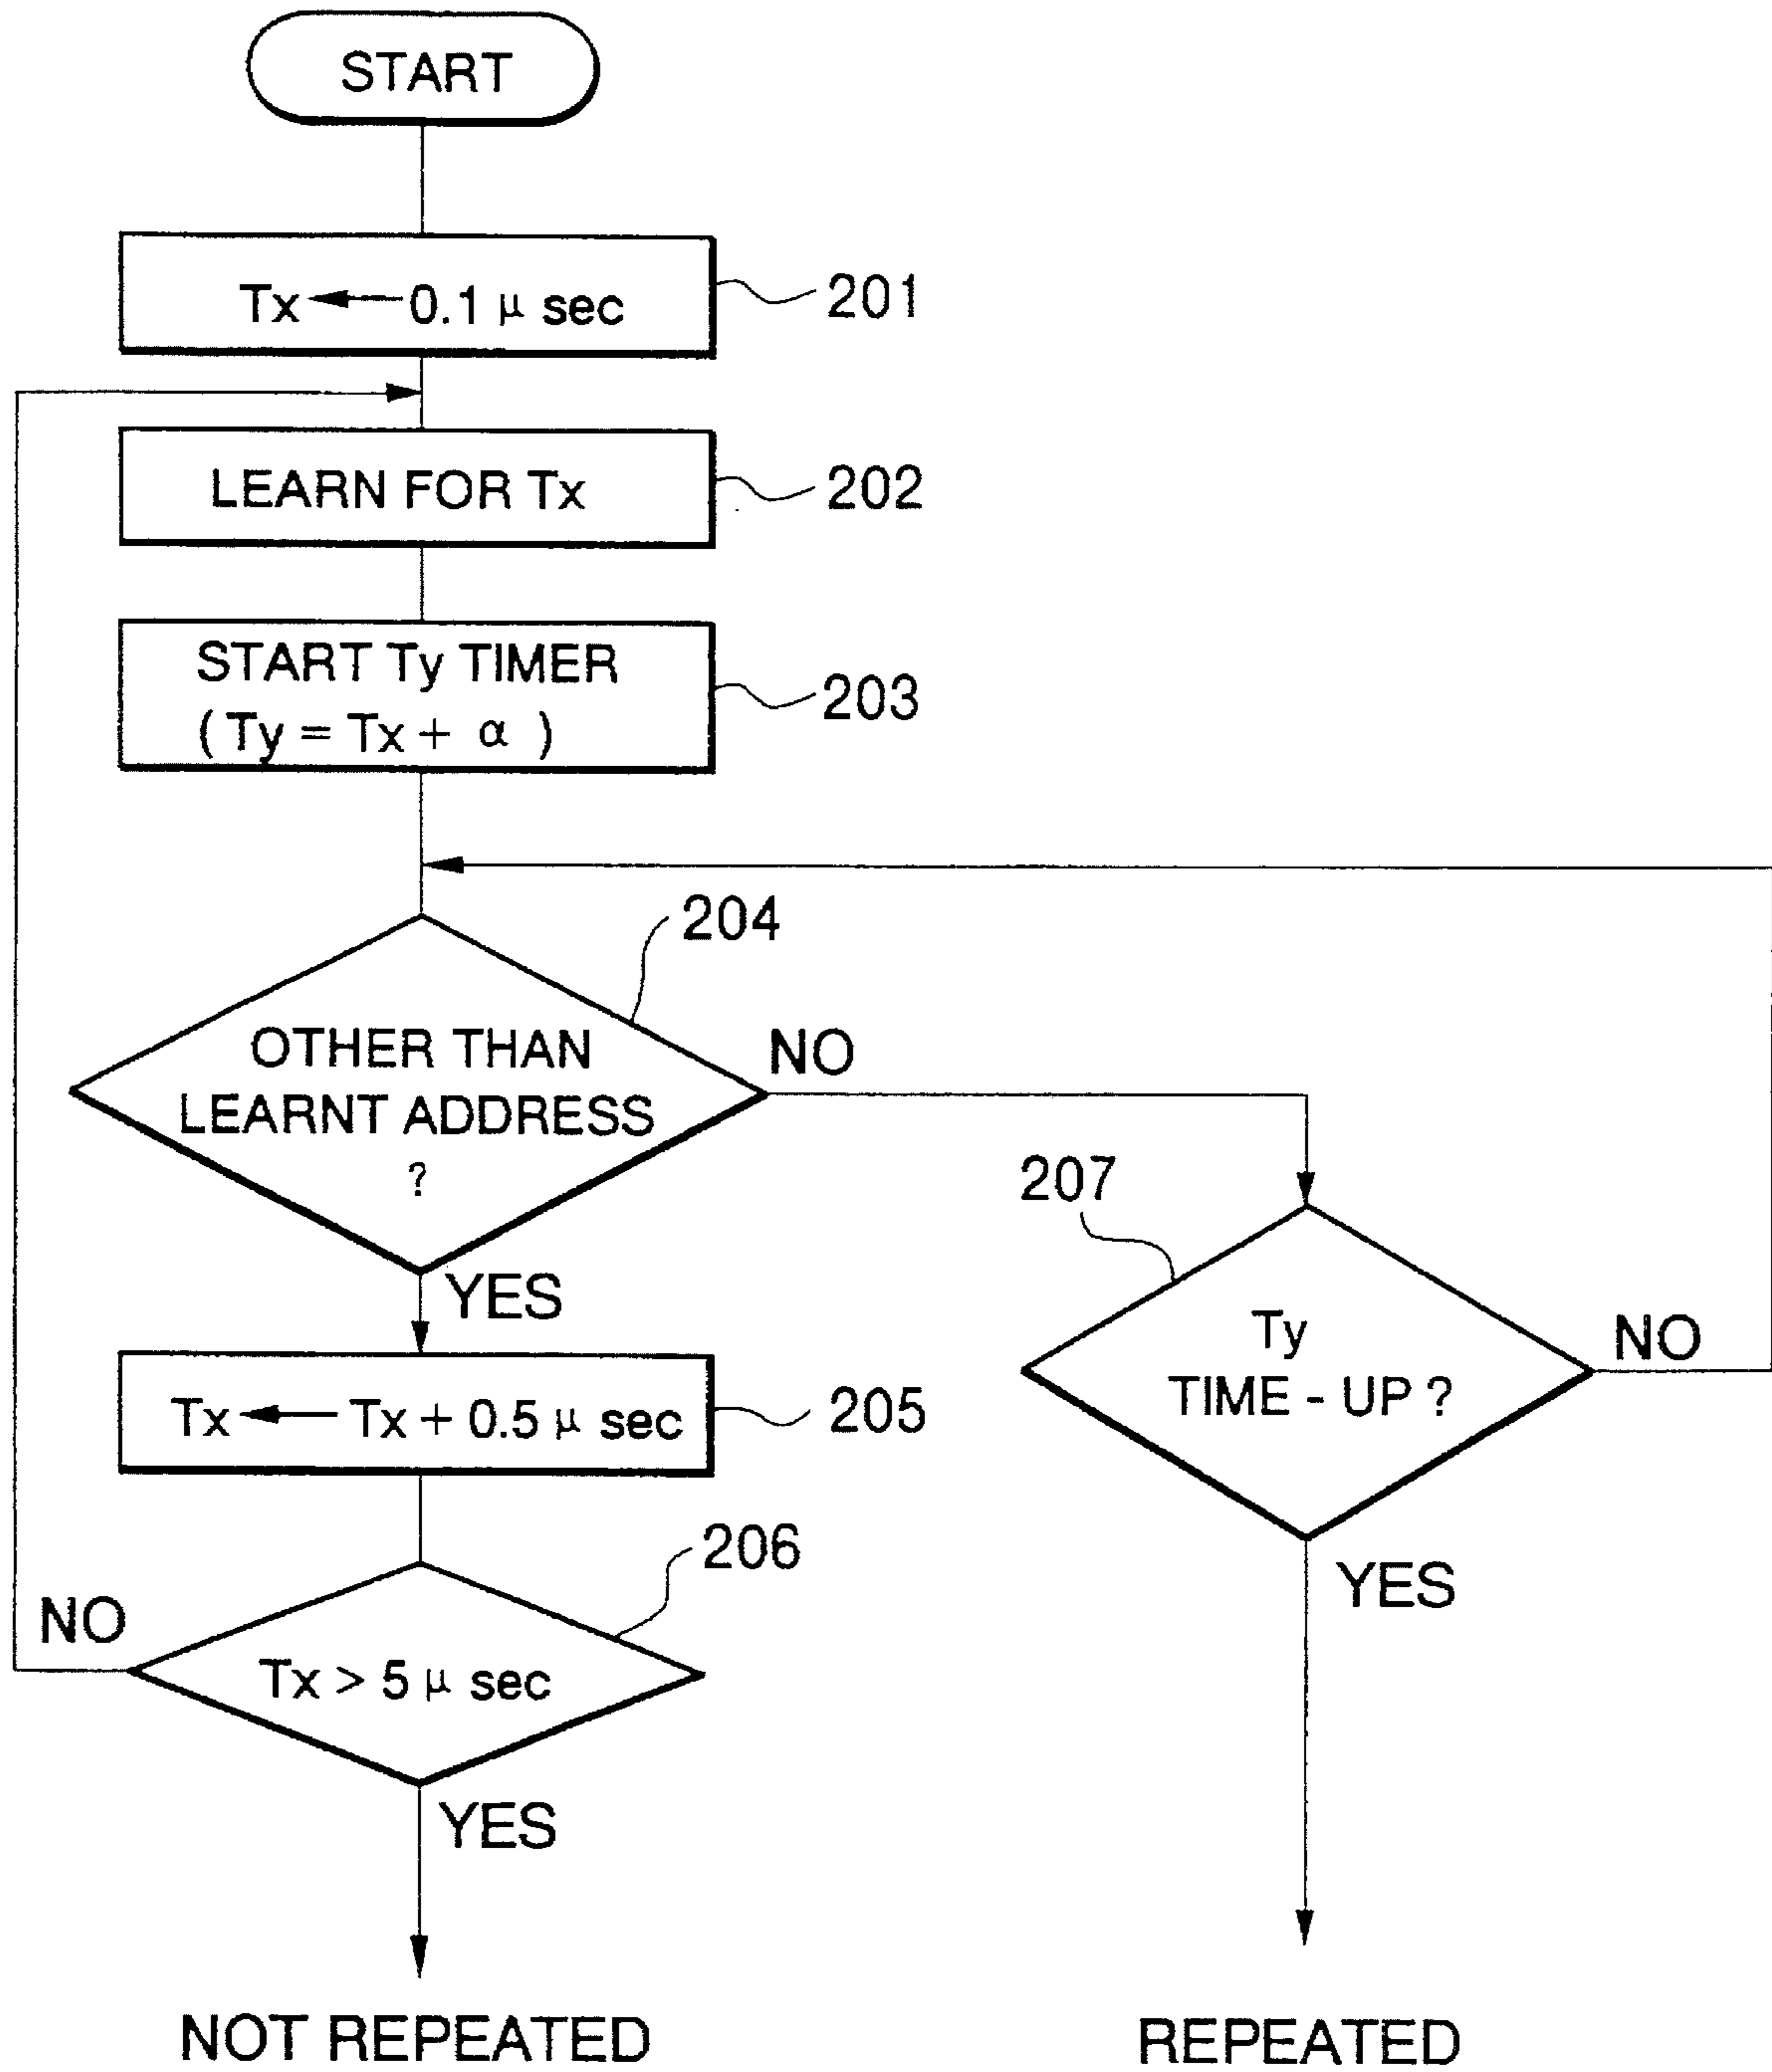 START
Tx ← 0.1 μ sec
201
LEARN FOR Tx
202
START Ty TIMER
( Ty = Tx + α )
203
204
OTHER THAN
LEARNT ADDRESS
?
NO
YES
207
Ty
TIME - UP ?
NO
Tx ← Tx + 0.5 μ sec
205
206
NO
Tx > 5 μ sec
YES
YES
NOT REPEATED
REPEATED